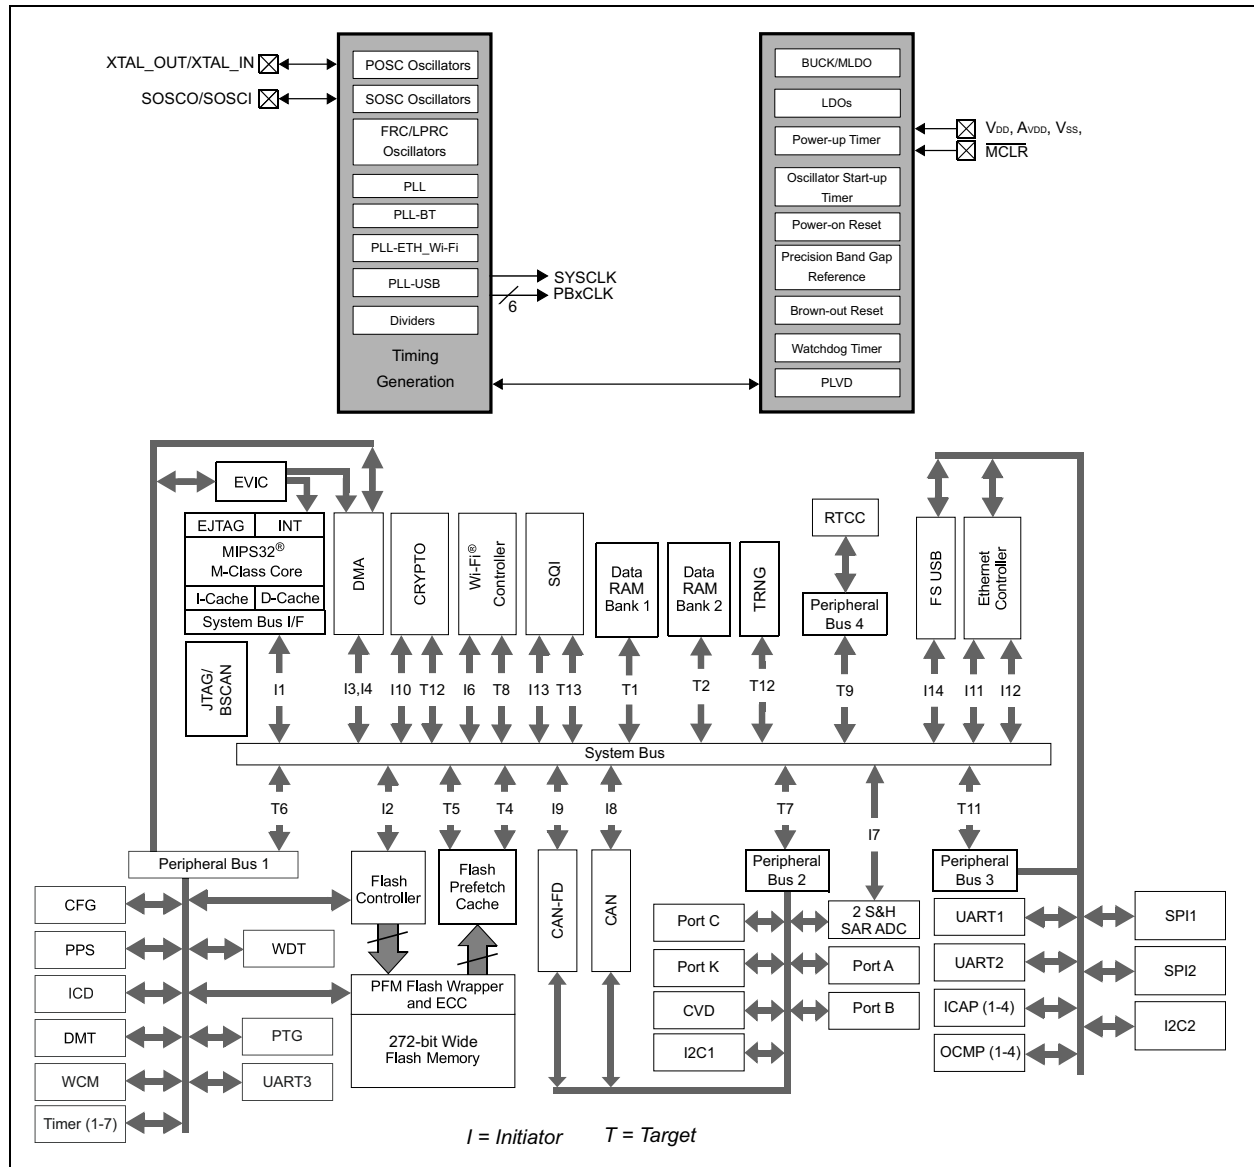 XTAL_OUT/XTAL_IN
SOSCO/SOSCI
POSC Oscillators
SOSC Oscillators
FRC/LPRC
Oscillators
PLL
PLL-BT
PLL-ETH_Wi-Fi
PLL-USB
Dividers
Timing
Generation
SYSCLK
PBxCLK
6
BUCK/MLDO
LDOs
Power-up Timer
Oscillator Start-up
Timer
Power-on Reset
Precision Band Gap
Reference
Brown-out Reset
Watchdog Timer
PLVD
VDD, AVDD, VSS,
MCLR
EVIC
EJTAG
INT
MIPS32®
M-Class Core
I-Cache
D-Cache
System Bus I/F
JTAG/
BSCAN
DMA
CRYPTO
Wi-Fi®
Controller
SQI
Data
RAM
Bank 1
Data
RAM
Bank 2
TRNG
RTCC
Peripheral
Bus 4
FS USB
Ethernet
Controller
I1
I3,I4
I10
T12
I6
T8
I13
T13
T1
T2
T12
T9
I14
I11
I12
System Bus
T6
I2
T5
T4
I9
I8
T7
I7
T11
Peripheral Bus 1
CFG
PPS
ICD
DMT
WCM
Timer (1-7)
WDT
PTG
UART3
Flash
Controller
Flash
Prefetch
Cache
PFM Flash Wrapper
and ECC
272-bit Wide
Flash Memory
CAN-FD
CAN
Peripheral
Bus 2
Port C
Port K
CVD
I2C1
2 S&H
SAR ADC
Port A
Port B
Peripheral
Bus 3
UART1
UART2
ICAP (1-4)
OCMP (1-4)
SPI1
SPI2
I2C2
I = Initiator
T = Target